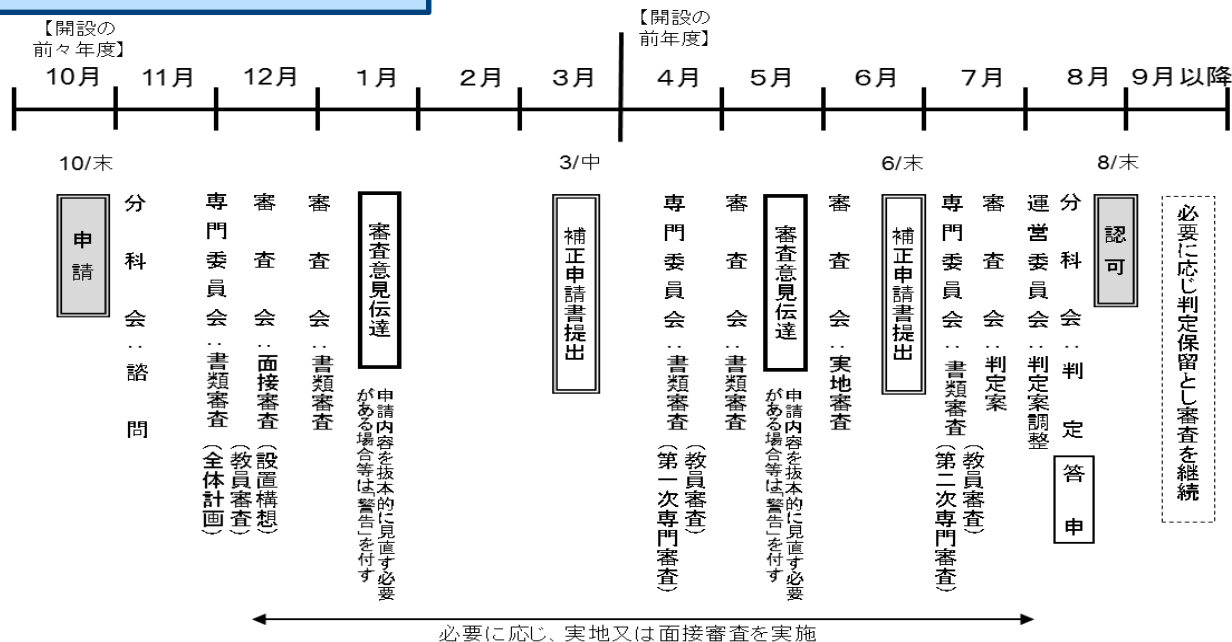 【開設の
前々年度】
【開設の
前年度】
10月
11月
12月
1月
2月
3月
4月
5月
6月
7月
8月
9月以降
10/末
3/中
6/末
8/末
申請
分科会:諮問
専門委員会:書類審査
(全体計画)
(教員審査)
審査会:面接審査
(設置構想)
審査会:書類審査
審査意見伝達
申請内容を抜本的に見直す必要
がある場合等は「警告」を付す
補正申請書提出
専門委員会:書類審査
(第一次専門審査)
(教員審査)
審査会:書類審査
審査意見伝達
申請内容を抜本的に見直す必要
がある場合等は「警告」を付す
審査会:実地審査
補正申請書提出
専門委員会:書類審査
(第二次専門審査)
(教員審査)
審査会:判定案
運営委員会:判定案調整
分科会:判定
答申
認可
必要に応じ判定保留とし審査を継続
必要に応じ、実地又は面接審査を実施